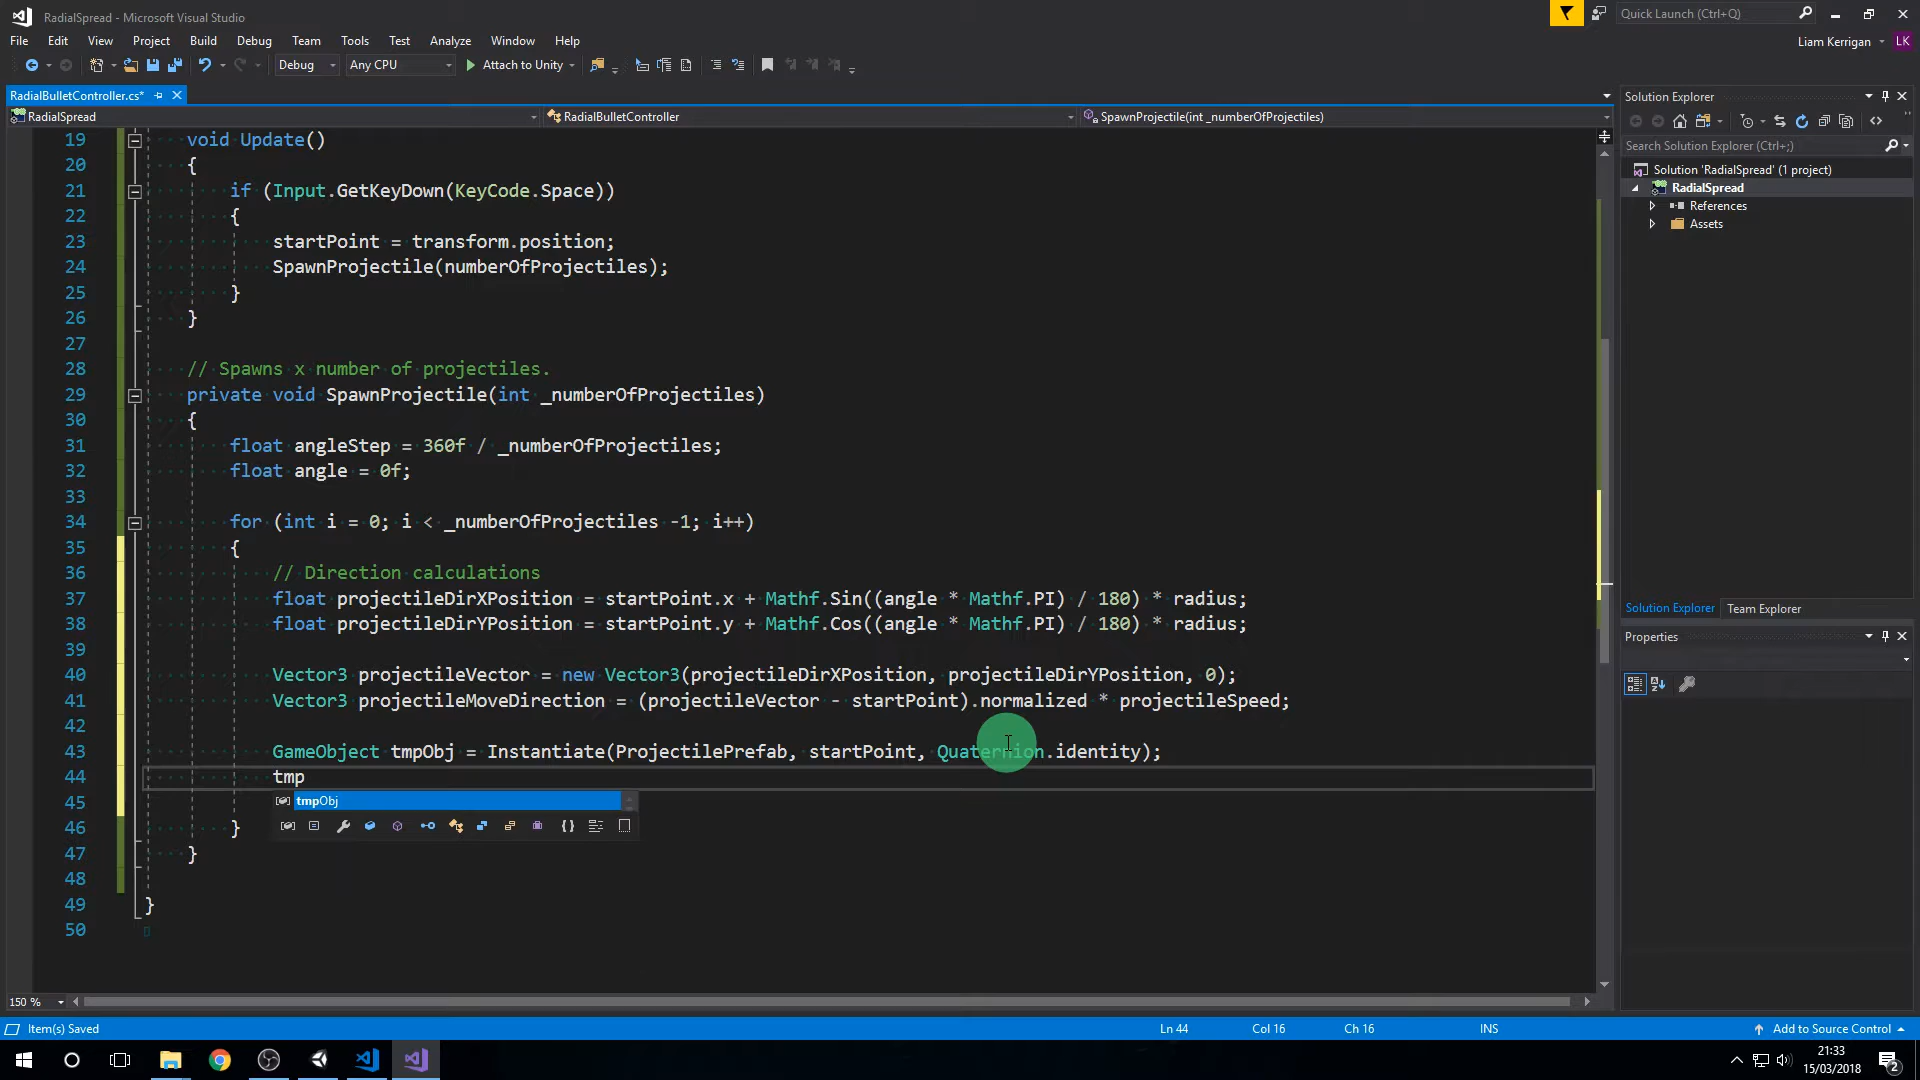 RadialSpread - Microsoft Visual Studio
Quick Launch (Ctrl+Q)
File Edit View Project Build Debug Team Tools Test Analyze Window Help
Liam Kerrigan LK
Debug Any CPU Attach to Unity
RadialBulletController.cs*
RadialSpread RadialBulletController SpawnProjectile(int _numberOfProjectiles)
19 void Update()
20 {
21 if (Input.GetKeyDown(KeyCode.Space))
22 {
23 startPoint = transform.position;
24 SpawnProjectile(numberOfProjectiles);
25 }
26 }
27
28 // Spawns x number of projectiles.
29 private void SpawnProjectile(int _numberOfProjectiles)
30 {
31 float angleStep = 360f / _numberOfProjectiles;
32 float angle = 0f;
33
34 for (int i = 0; i < _numberOfProjectiles -1; i++)
35 {
36 // Direction calculations
37 float projectileDirXPosition = startPoint.x + Mathf.Sin((angle * Mathf.PI) / 180) * radius;
38 float projectileDirYPosition = startPoint.y + Mathf.Cos((angle * Mathf.PI) / 180) * radius;
39
40 Vector3 projectileVector = new Vector3(projectileDirXPosition, projectileDirYPosition, 0);
41 Vector3 projectileMoveDirection = (projectileVector - startPoint).normalized * projectileSpeed;
42
43 GameObject tmpObj = Instantiate(ProjectilePrefab, startPoint, Quaternion.identity);
44 tmp
45 tmpObj
46 }
47 }
48
49 }
50
150 %
Solution Explorer
Search Solution Explorer (Ctrl+;)
Solution 'RadialSpread' (1 project)
RadialSpread
References
Assets
Solution Explorer Team Explorer
Properties
Item(s) Saved Ln 44 Col 16 Ch 16 INS Add to Source Control
21:33
15/03/2018
2